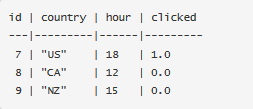 id | country | hour | clicked
---|---------|------|---------
7 | "US" | 18 | 1.0
8 | "CA" | 12 | 0.0
9 | "NZ" | 15 | 0.0